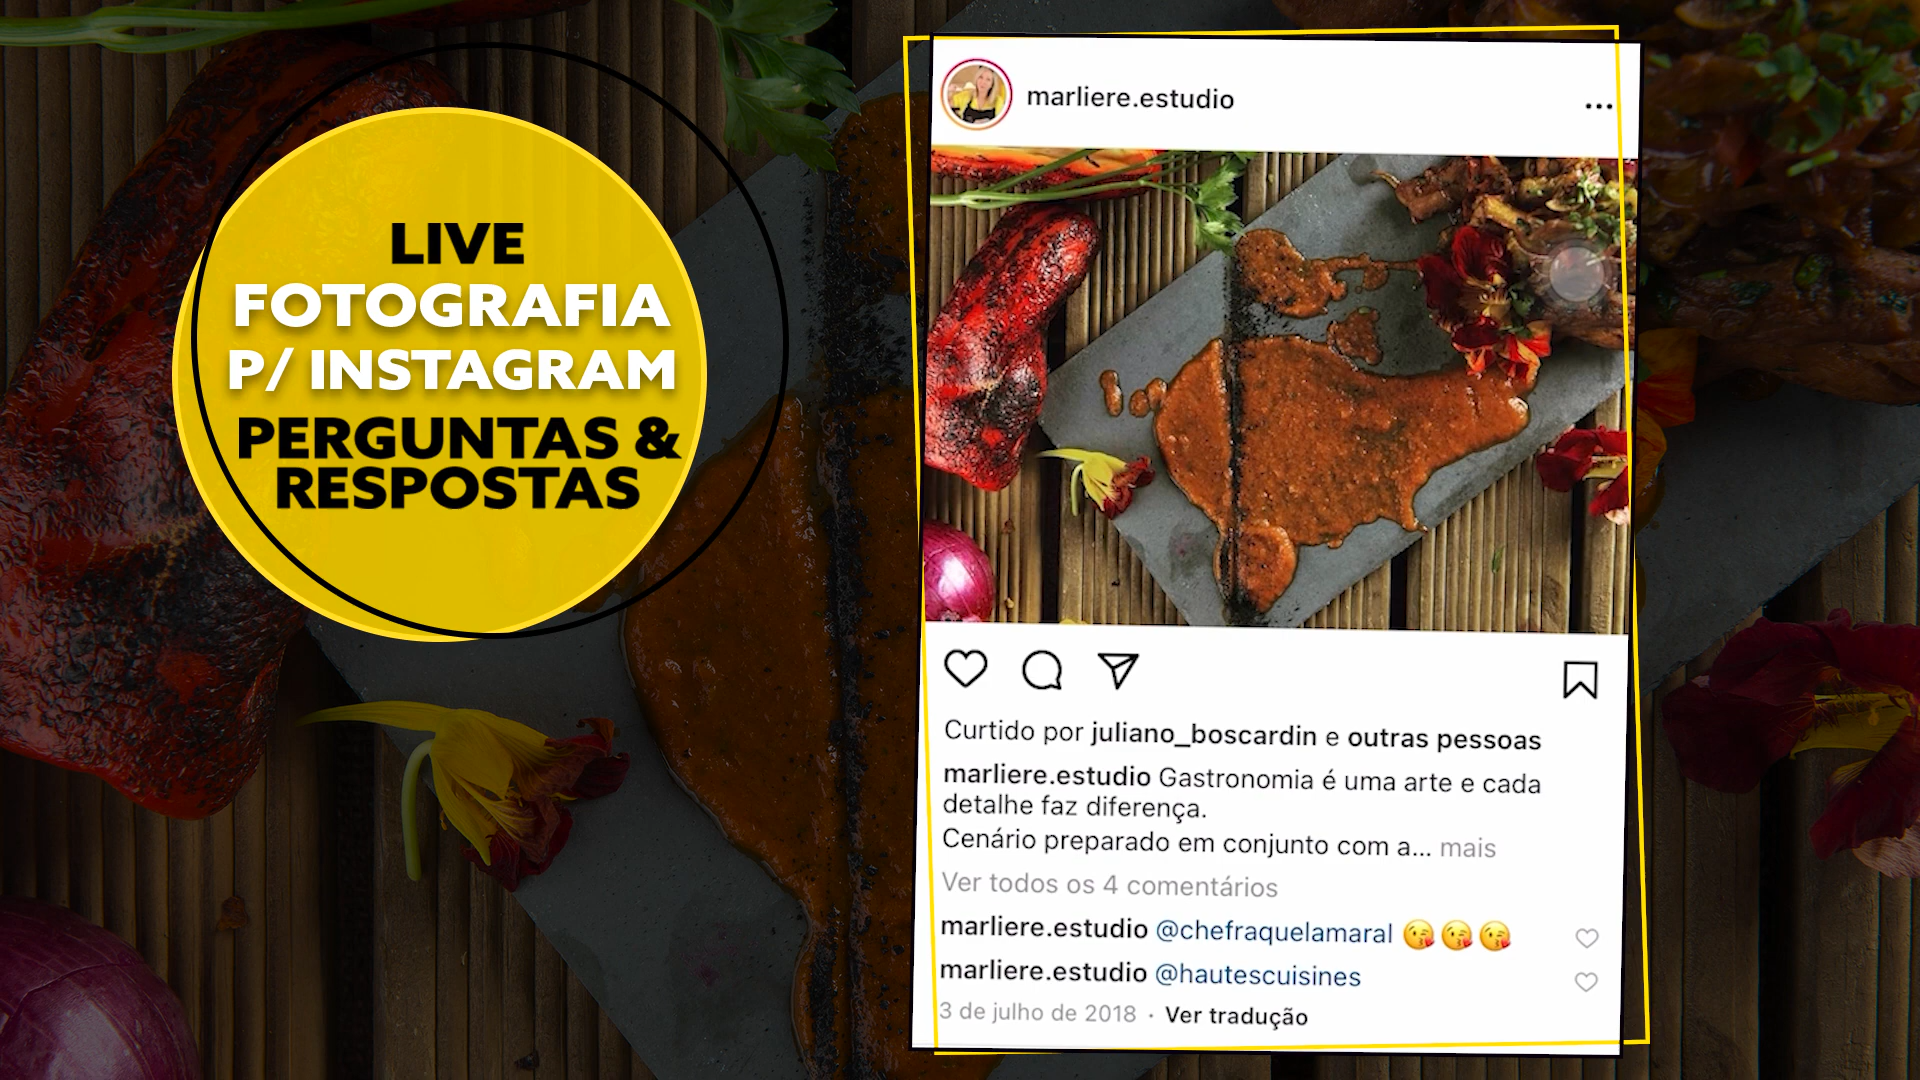 LIVE
FOTOGRAFIA
P/ INSTAGRAM
PERGUNTAS &
RESPOSTAS
marliere.estudio
Curtido por juliano_boscardin e outras pessoas
marliere.estudio Gastronomia é uma arte e cada
detalhe faz diferença.
Cenário preparado em conjunto com a... mais
Ver todos os 4 comentários
marliere.estudio @chefraquelamaral 😘😘😘
marliere.estudio @hautescuisines
3 de julho de 2018 · Ver tradução